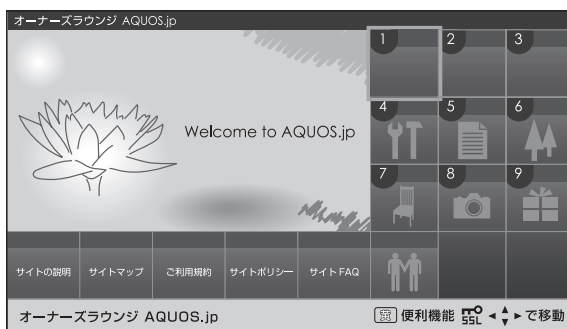 オーナーズラウンジ AQUOS.jp
Welcome to AQUOS.jp
1
2
3
4
5
6
7
8
9
サイトの説明
サイトマップ
ご利用規約
サイトポリシー
サイト FAQ
オーナーズラウンジ AQUOS.jp
便利機能 SSL で移動